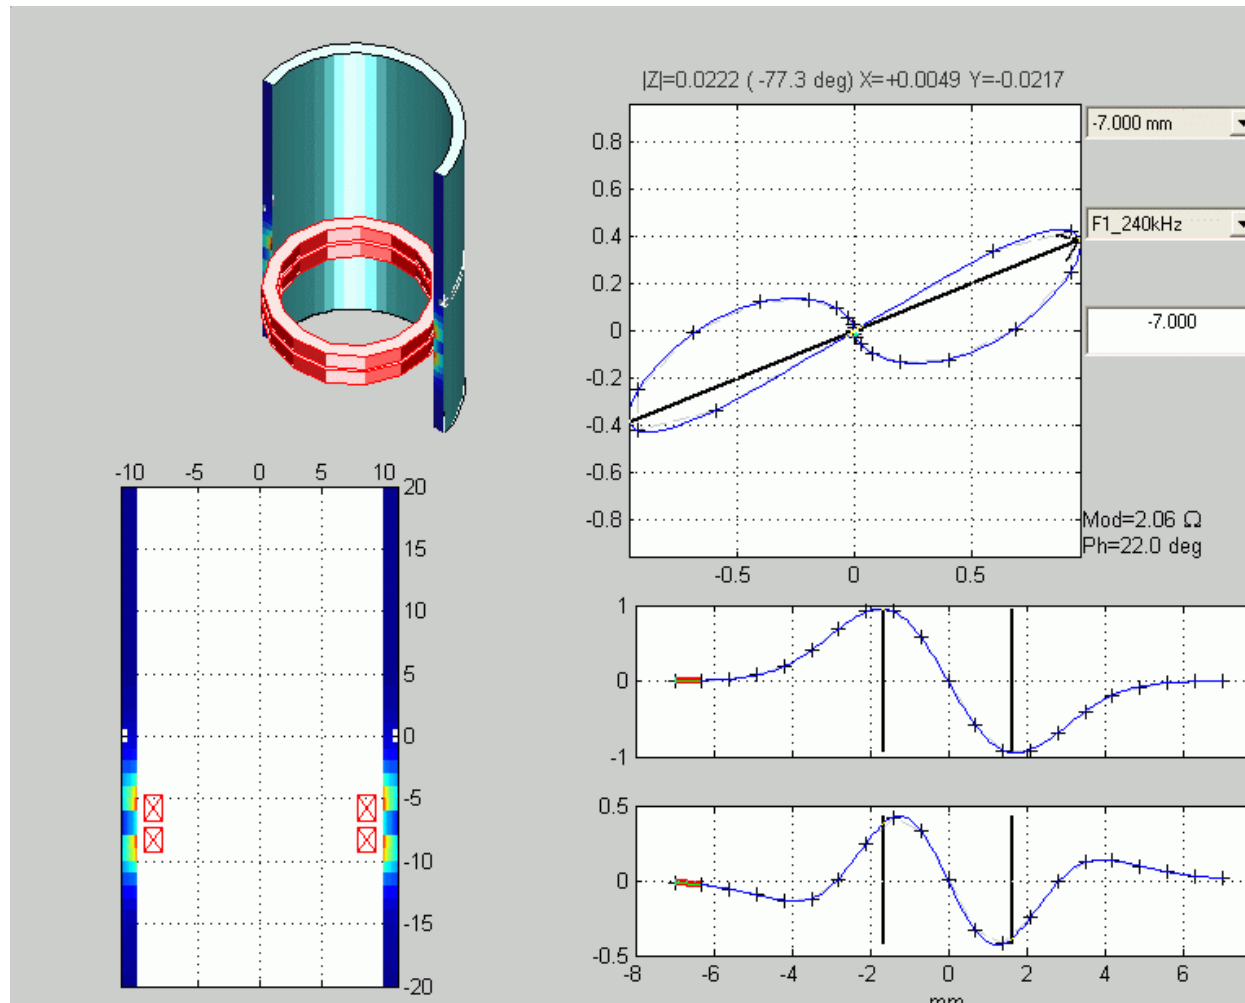 |Z|=0.0222 ( -77.3 deg) X=+0.0049 Y=-0.0217
-7.000 mm
F1_240kHz
-7.000
0.8
0.6
0.4
0.2
0
-0.2
-0.4
-0.6
-0.8
-0.5 0 0.5
Mod=2.06 Ω
Ph=22.0 deg
-10 -5 0 5 10
20
15
10
5
0
-5
-10
-15
-20
1
0
-1
0.5
0
-0.5
-8 -6 -4 -2 0 2 4 6
mm